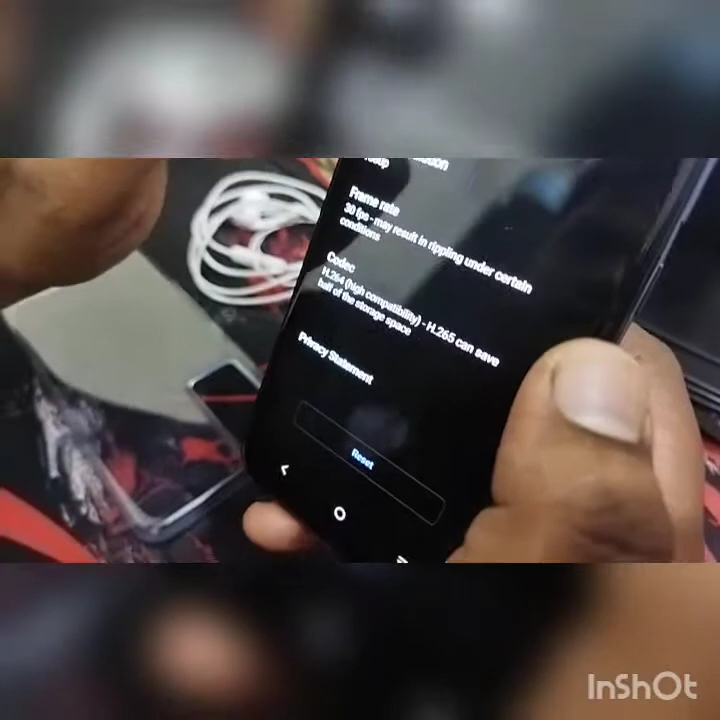 Frame rate
30 fps - may result in rippling under certain
conditions
Codec
H.264 (high compatibility) - H.265 can save
half of the storage space
Privacy Statement
Reset
InShOt